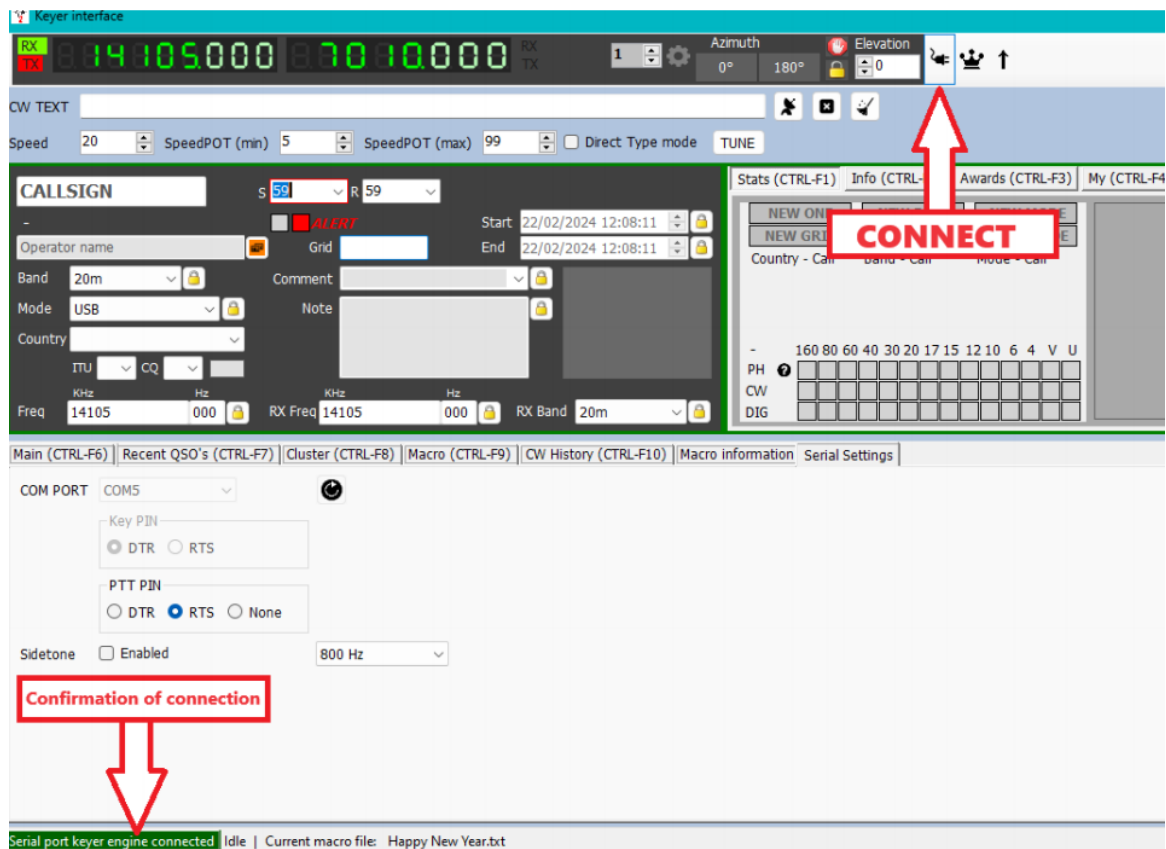 Keyer interface
RX 14105.000 7010.000 RX 1 Azimuth Elevation
TX TX 0° 180° 0
CW TEXT
Speed 20 SpeedPOT (min) 5 SpeedPOT (max) 99 Direct Type mode TUNE
CALLSIGN S 59 R 59
- ALERT Start 22/02/2024 12:08:11
Operator name Grid End 22/02/2024 12:08:11
Band 20m Comment
Mode USB Note
Country
ITU CQ
KHz Hz KHz Hz
Freq 14105 000 RX Freq 14105 000 RX Band 20m
Stats (CTRL-F1) Info (CTRL- Awards (CTRL-F3) My (CTRL-F4
CONNECT
NEW ON
NEW GRI
Country - Call Band - Call Mode - Call
- 160 80 60 40 30 20 17 15 12 10 6 4 V U
PH
CW
DIG
Main (CTRL-F6) Recent QSO's (CTRL-F7) Cluster (CTRL-F8) Macro (CTRL-F9) CW History (CTRL-F10) Macro information Serial Settings
COM PORT COM5
Key PIN
DTR RTS
PTT PIN
DTR RTS None
Sidetone Enabled 800 Hz
Confirmation of connection
Serial port keyer engine connected Idle | Current macro file: Happy New Year.txt